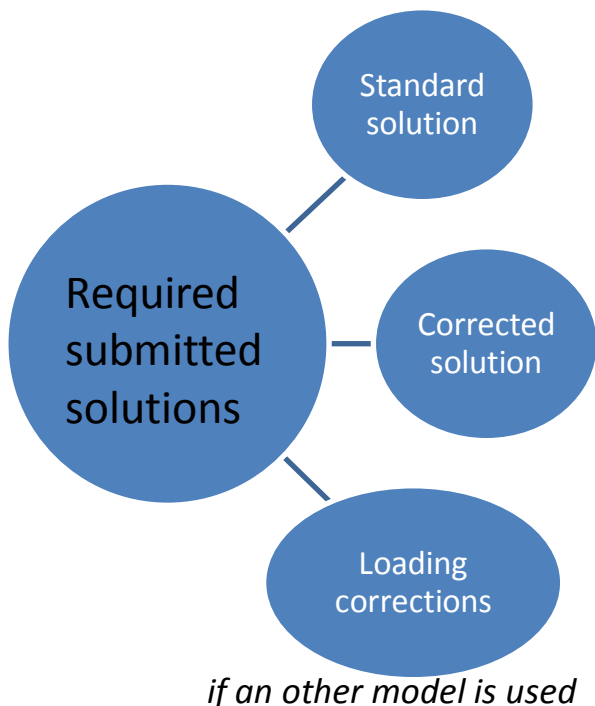 Standard
solution
Required
submitted
solutions
Corrected
solution
Loading
corrections
if an other model is used